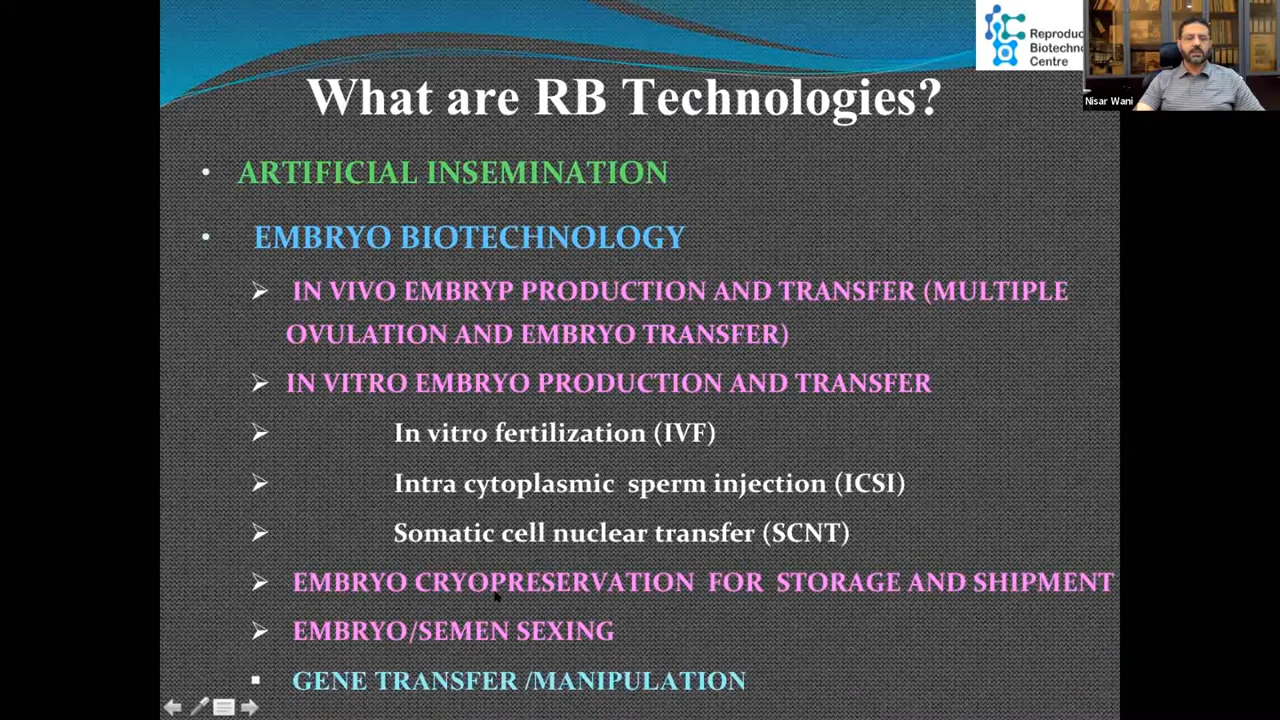 Reproduc
Biotechno
Centre
Nisar Wani
What are RB Technologies?
• ARTIFICIAL INSEMINATION
• EMBRYO BIOTECHNOLOGY
➢ IN VIVO EMBRYP PRODUCTION AND TRANSFER (MULTIPLE
OVULATION AND EMBRYO TRANSFER)
➢ IN VITRO EMBRYO PRODUCTION AND TRANSFER
➢ In vitro fertilization (IVF)
➢ Intra cytoplasmic sperm injection (ICSI)
➢ Somatic cell nuclear transfer (SCNT)
➢ EMBRYO CRYOPRESERVATION FOR STORAGE AND SHIPMENT
➢ EMBRYO/SEMEN SEXING
▪ GENE TRANSFER /MANIPULATION